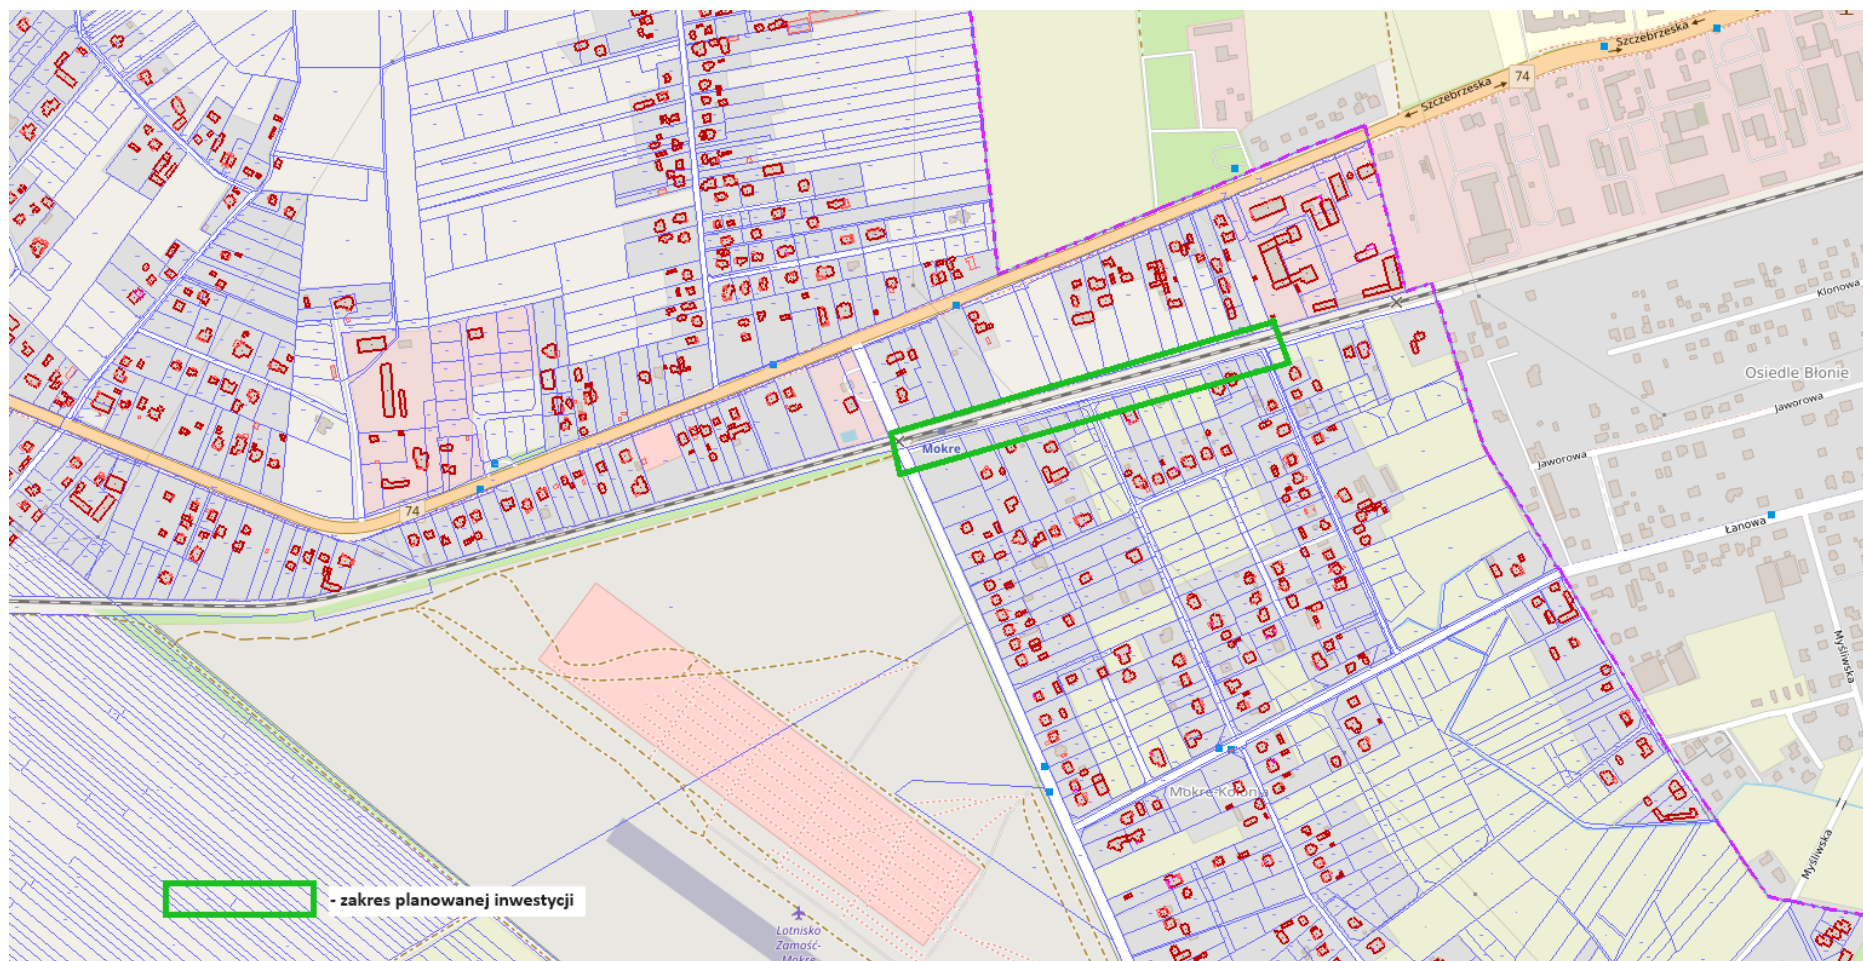 Szczebrzeska
74
Szczebrzeska
Klonowa
Osiedle Błonie
Jaworowa
Mokre
Jaworowa
74
Łanowa
Myśliwska
Mokre-Kolonia
Myśliwska
- zakres planowanej inwestycji
Lotnisko
Zamość-
Mokre